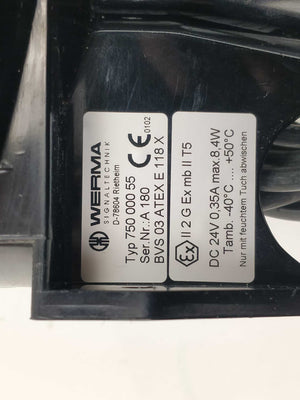 WERMA
SIGNALTECHNIK
D-78604 Rietheim
Typ 750 000 55
Ser.Nr.: A 180
BVS 03 ATEX E 118 X
CE 0102
Ex II 2 G Ex mb II T5
DC 24V 0,35A max.8,4W
Tamb. -40°C .... +50°C
Nur mit feuchtem Tuch abwischen